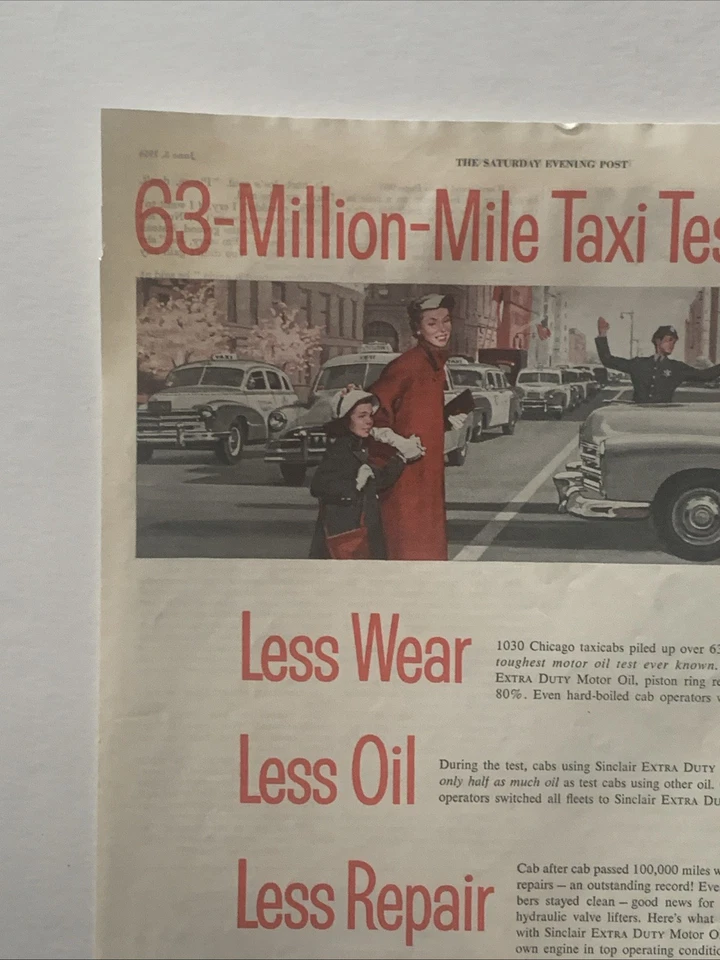 THE SATURDAY EVENING POST
63-Million-Mile Taxi Tes
TAXI
Less Wear
1030 Chicago taxicabs piled up over 63
toughest motor oil test ever known.
EXTRA DUTY Motor Oil, piston ring re
80%. Even hard-boiled cab operators w
Less Oil
During the test, cabs using Sinclair EXTRA DUTY
only half as much oil as test cabs using other oil.
operators switched all fleets to Sinclair EXTRA DU
Less Repair
Cab after cab passed 100,000 miles w
repairs — an outstanding record! Eve
bers stayed clean — good news for
hydraulic valve lifters. Here's what
with Sinclair EXTRA DUTY Motor O
own engine in top operating conditio